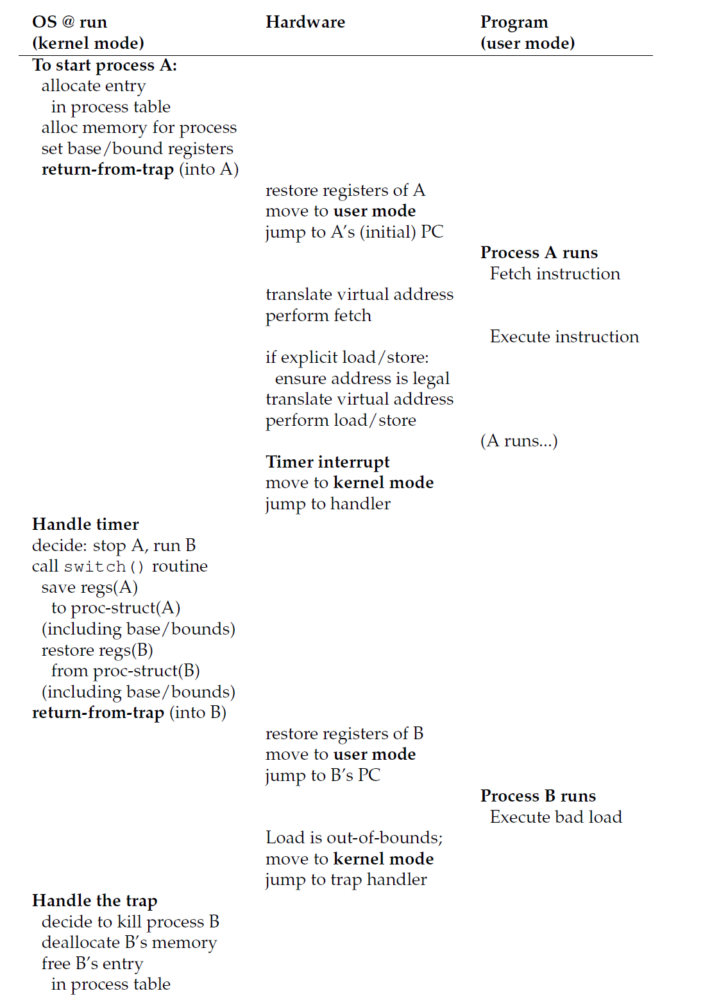 OS @ run Hardware Program
(kernel mode) (user mode)
To start process A:
allocate entry
in process table
alloc memory for process
set base/bound registers
return-from-trap (into A)
restore registers of A
move to user mode
jump to A's (initial) PC
Process A runs
Fetch instruction
translate virtual address
perform fetch
Execute instruction
if explicit load/store:
ensure address is legal
translate virtual address
perform load/store
(A runs...)
Timer interrupt
move to kernel mode
jump to handler
Handle timer
decide: stop A, run B
call switch() routine
save regs(A)
to proc-struct(A)
(including base/bounds)
restore regs(B)
from proc-struct(B)
(including base/bounds)
return-from-trap (into B)
restore registers of B
move to user mode
jump to B's PC
Process B runs
Execute bad load
Load is out-of-bounds;
move to kernel mode
jump to trap handler
Handle the trap
decide to kill process B
deallocate B's memory
free B's entry
in process table